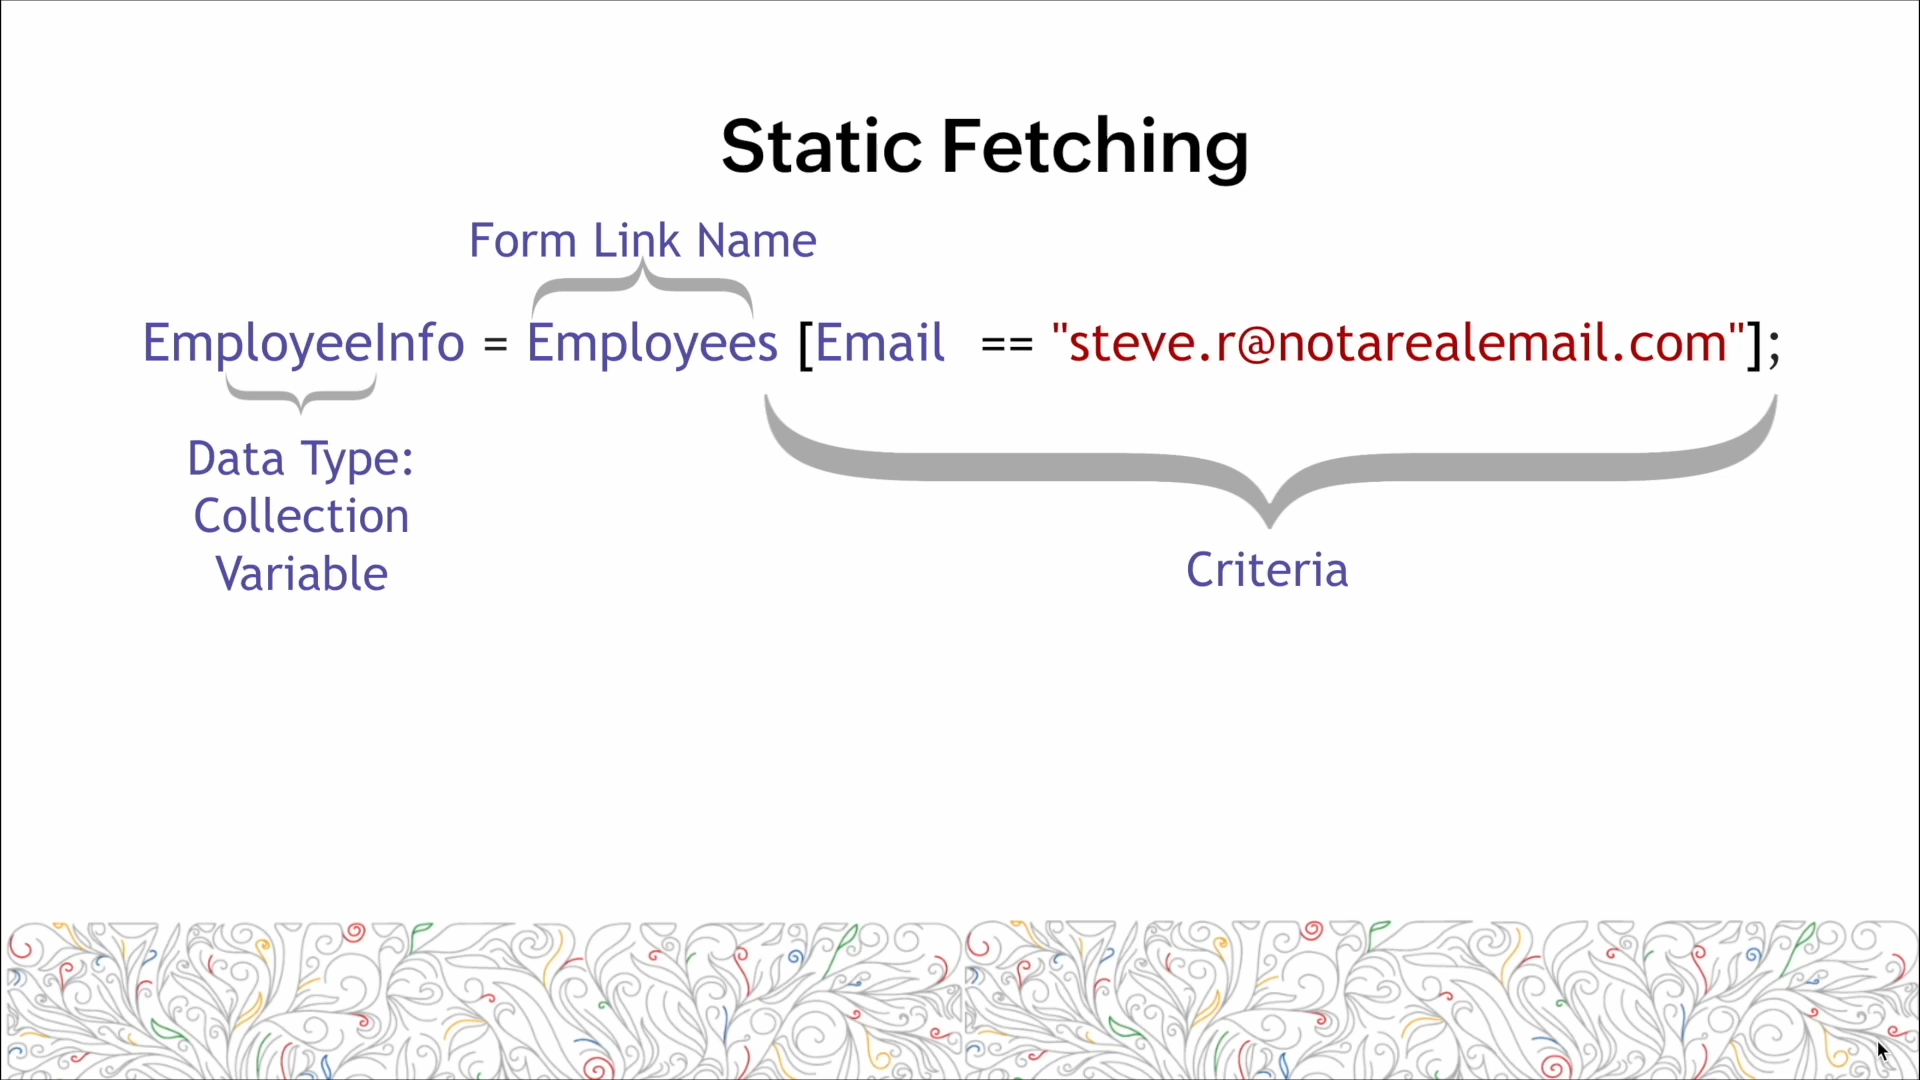 Static Fetching
Form Link Name
EmployeeInfo = Employees [Email == "steve.r@notarealemail.com"];
Data Type:
Collection
Variable
Criteria